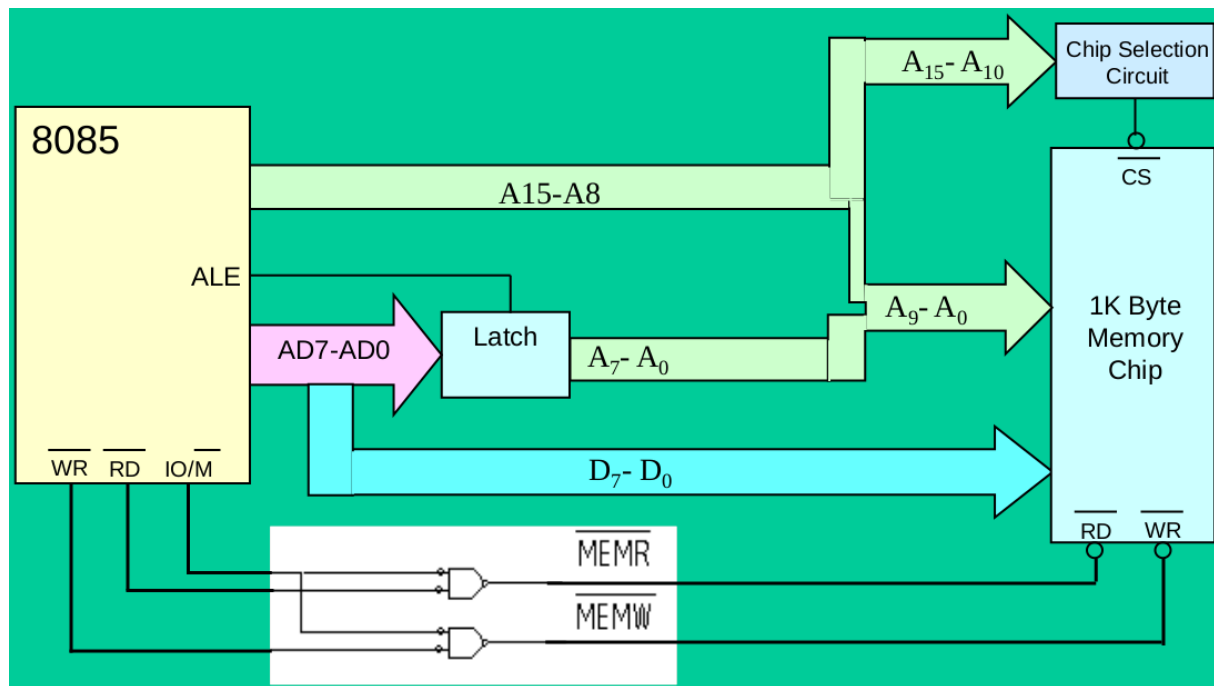 A₁₅- A₁₀
Chip Selection
Circuit
8085
A15-A8
CS
ALE
AD7-AD0
Latch
A₇- A₀
A₉- A₀
1K Byte
Memory
Chip
D₇- D₀
WR RD IO/M
RD WR
MEMR
MEMW